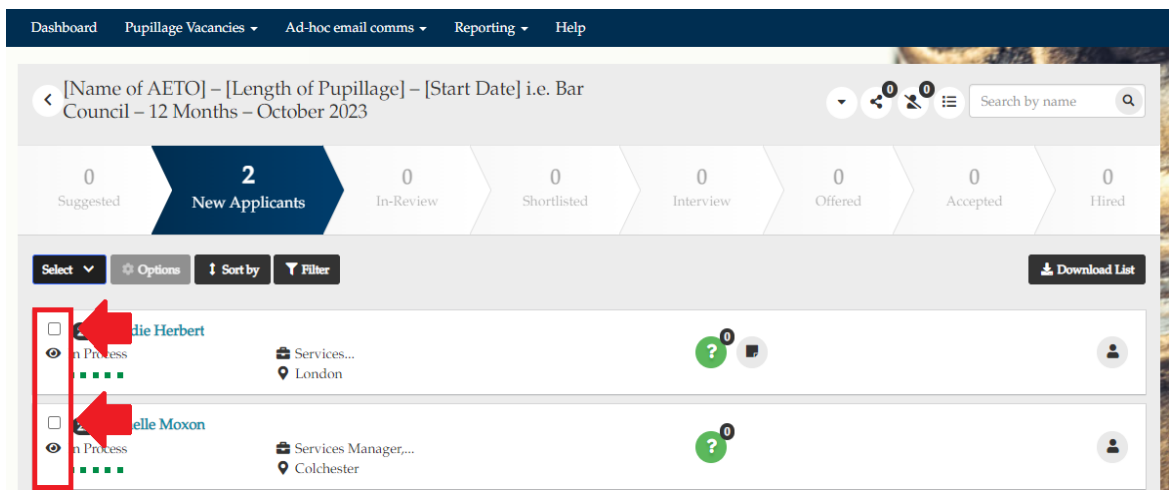 Dashboard Pupillage Vacancies Ad-hoc email comms Reporting Help
[Name of AETO] – [Length of Pupillage] – [Start Date] i.e. Bar
Council – 12 Months – October 2023
0 0 Search by name
0 2 0 0 0 0 0 0
Suggested New Applicants In-Review Shortlisted Interview Offered Accepted Hired
Select Options Sort by Filter Download List
Herbert
0
Process Services...
London
Moxon
0
Process Services Manager,...
Colchester